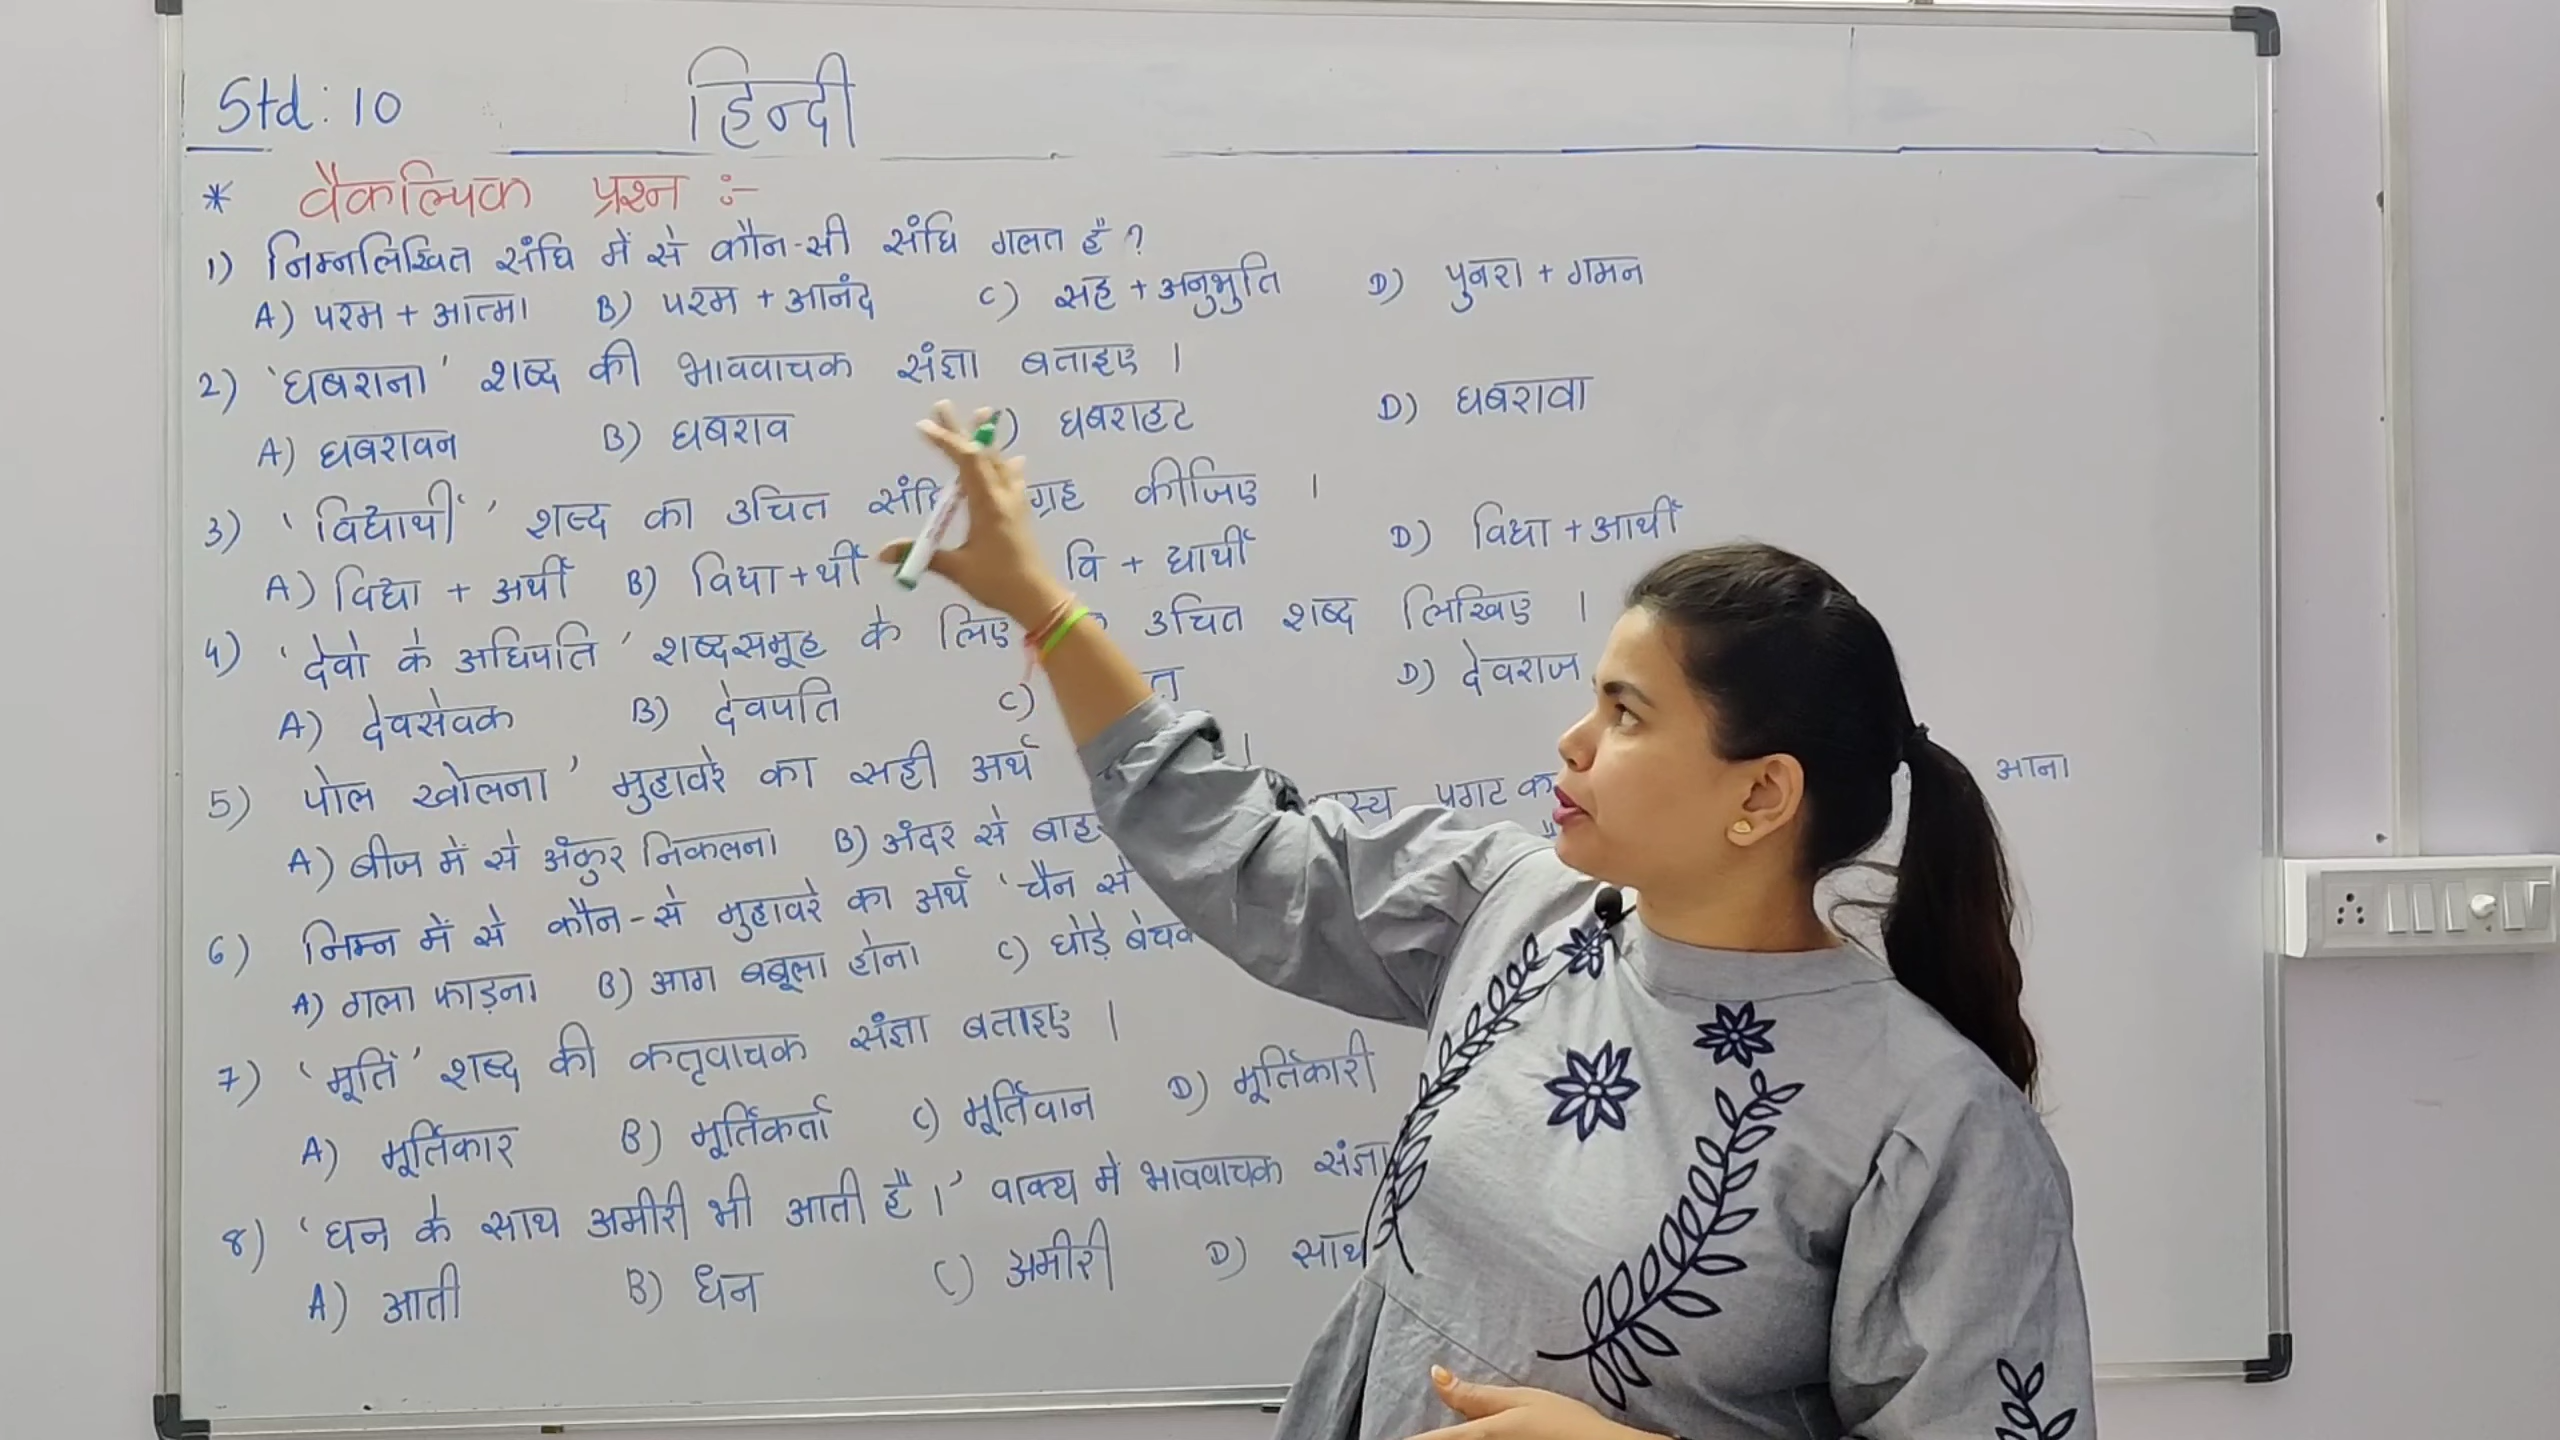 Std: 10 हिन्दी
* वैकल्पिक प्रश्न :-
1) निम्नलिखित संधि में से कौन-सी संधि गलत है ?
A) परम + आत्मा B) परम + आनंद C) सह + अनुभुति D) पुनरा + गमन
2) 'घबराना' शब्द की भाववाचक संज्ञा बताइए ।
A) घबरावन B) घबराव ) घबराहट D) घबरावा
3) 'विद्यार्थी' शब्द का उचित ग्रह कीजिए ।
A) विद्या + अर्थी B) विद्या + र्थी वि + द्यार्थी D) विद्या + आर्थी
4) 'देवो के अधिपति' शब्दसमूह के लिए उचित शब्द लिखिए ।
A) देवसेवक B) देवपति C) D) देवराज
5) पोल खोलना' मुहावरे का सही अर्थ ।
A) बीज में से अंकुर निकलना B) अंदर से प्रगट आना
6) निम्न में से कौन-से मुहावरे का अर्थ 'चैन से
A) गला फाड़ना B) आग बबूला होना C) घोड़े
7) 'मूर्ति' शब्द की कतृवाचक संज्ञा बताइए ।
A) मूर्तिकार B) मूर्तिकर्ता C) मूर्तिवान D) मूर्तिकारी
8) 'धन के साथ अमीरी भी आती है ।' वाक्य मे भाववाचक संज्ञा
A) आती B) धन C) अमीरी D) साथ